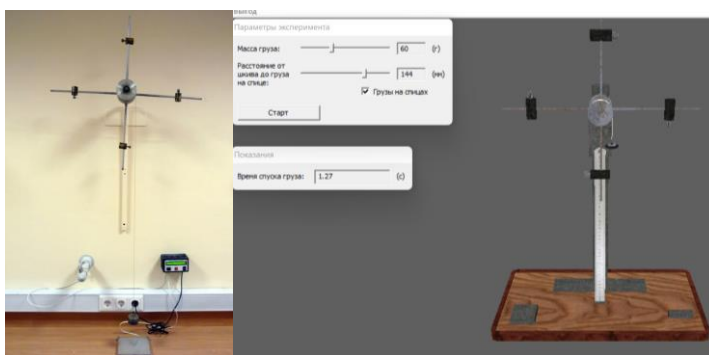 Выход
Параметры эксперимента
Масса груза:
60
(г)
Расстояние от
шкива до груза
на спице:
144
(мм)
Грузы на спицах
Старт
Показания
Время спуска груза:
1.27
(с)